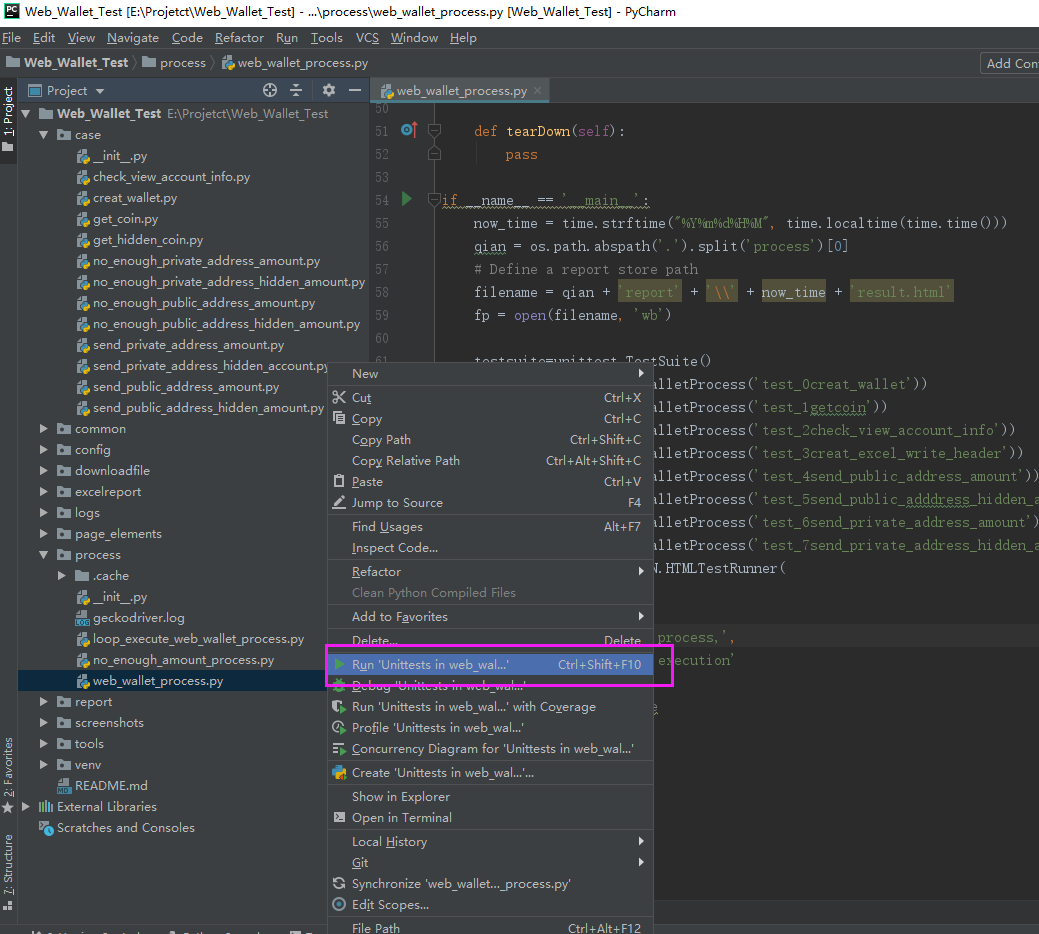 Web_Wallet_Test [E:\Projetct\Web_Wallet_Test] - ...\process\web_wallet_process.py [Web_Wallet_Test] - PyCharm
File Edit View Navigate Code Refactor Run Tools VCS Window Help
Web_Wallet_Test process web_wallet_process.py
Add Con
1: Project
2: Favorites
7: Structure
Project
Web_Wallet_Test E:\Projetct\Web_Wallet_Test
case
__init__.py
check_view_account_info.py
creat_wallet.py
get_coin.py
get_hidden_coin.py
no_enough_private_address_amount.py
no_enough_private_address_hidden_amount.py
no_enough_public_address_amount.py
no_enough_public_address_hidden_amount.py
send_private_address_amount.py
send_private_address_hidden_account.py
send_public_address_amount.py
send_public_address_hidden_amount.py
common
config
downloadfile
excelreport
logs
page_elements
process
.cache
__init__.py
geckodriver.log
loop_execute_web_wallet_process.py
no_enough_amount_process.py
web_wallet_process.py
report
screenshots
tools
venv
README.md
External Libraries
Scratches and Consoles
web_wallet_process.py
50
51 def tearDown(self):
52 pass
53
54 if __name__ == '__main__':
55 now_time = time.strftime("%Y%m%d%H%M", time.localtime(time.time()))
56 qian = os.path.abspath('.').split('process')[0]
57 # Define a report store path
58 filename = qian + 'report' + '\\' + now_time + 'result.html'
59 fp = open(filename, 'wb')
60
61 testsuite=unittest.TestSuite()
alletProcess('test_0creat_wallet'))
alletProcess('test_1getcoin'))
alletProcess('test_2check_view_account_info'))
alletProcess('test_3creat_excel_write_header'))
alletProcess('test_4send_public_address_amount'))
alletProcess('test_5send_public_adddress_hidden_a
alletProcess('test_6send_private_address_amount')
alletProcess('test_7send_private_address_hidden_a
.HTMLTestRunner(
process,',
execution'
New
Cut Ctrl+X
Copy Ctrl+C
Copy Path Ctrl+Shift+C
Copy Relative Path Ctrl+Alt+Shift+C
Paste Ctrl+V
Jump to Source F4
Find Usages Alt+F7
Inspect Code...
Refactor
Clean Python Compiled Files
Add to Favorites
Delete... Delete
Run 'Unittests in web_wal...' Ctrl+Shift+F10
Debug 'Unittests in web_wal...'
Run 'Unittests in web_wal...' with Coverage
Profile 'Unittests in web_wal...'
Concurrency Diagram for 'Unittests in web_wal...'
Create 'Unittests in web_wal...'...
Show in Explorer
Open in Terminal
Local History
Git
Synchronize 'web_wallet..._process.py'
Edit Scopes...
File Path Ctrl+Alt+F12